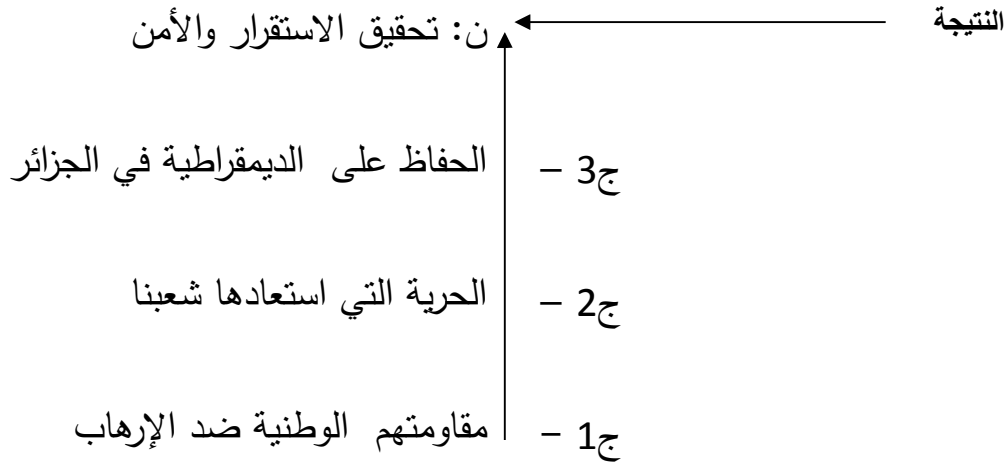 النتيجة ن: تحقيق الاستقرار والأمن
ج3 – الحفاظ على الديمقراطية في الجزائر
ج2 – الحرية التي استعادها شعبنا
ج1 – مقاومتهم الوطنية ضد الإرهاب